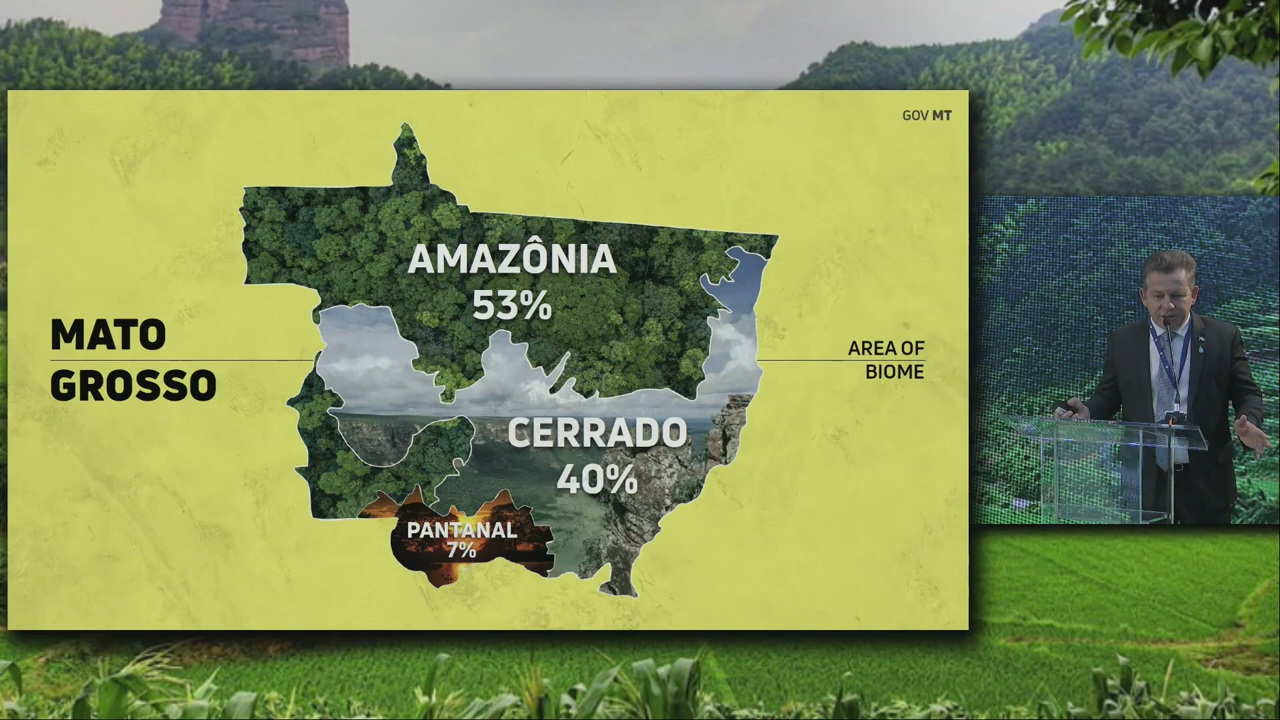 GOV MT
AMAZÔNIA
53%
MATO
GROSSO
AREA OF
BIOME
CERRADO
40%
PANTANAL
7%